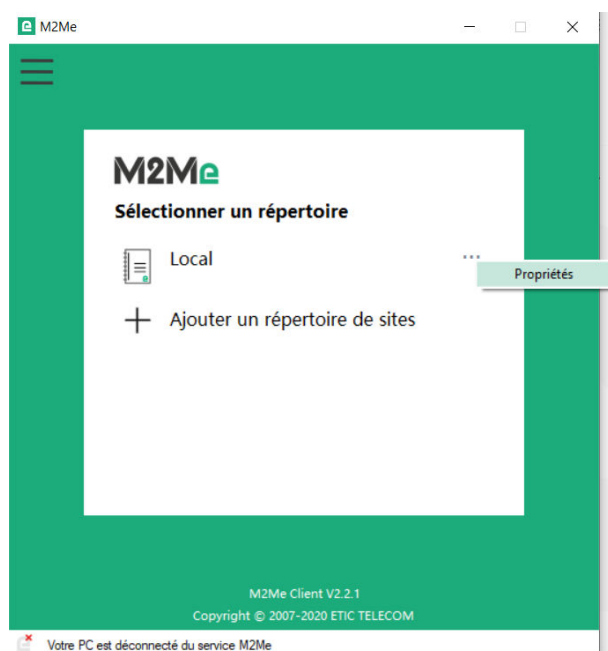 M2Me
M2Me
Sélectionner un répertoire
Local
...
Propriétés
Ajouter un répertoire de sites
M2Me Client V2.2.1
Copyright © 2007-2020 ETIC TELECOM
Votre PC est déconnecté du service M2Me